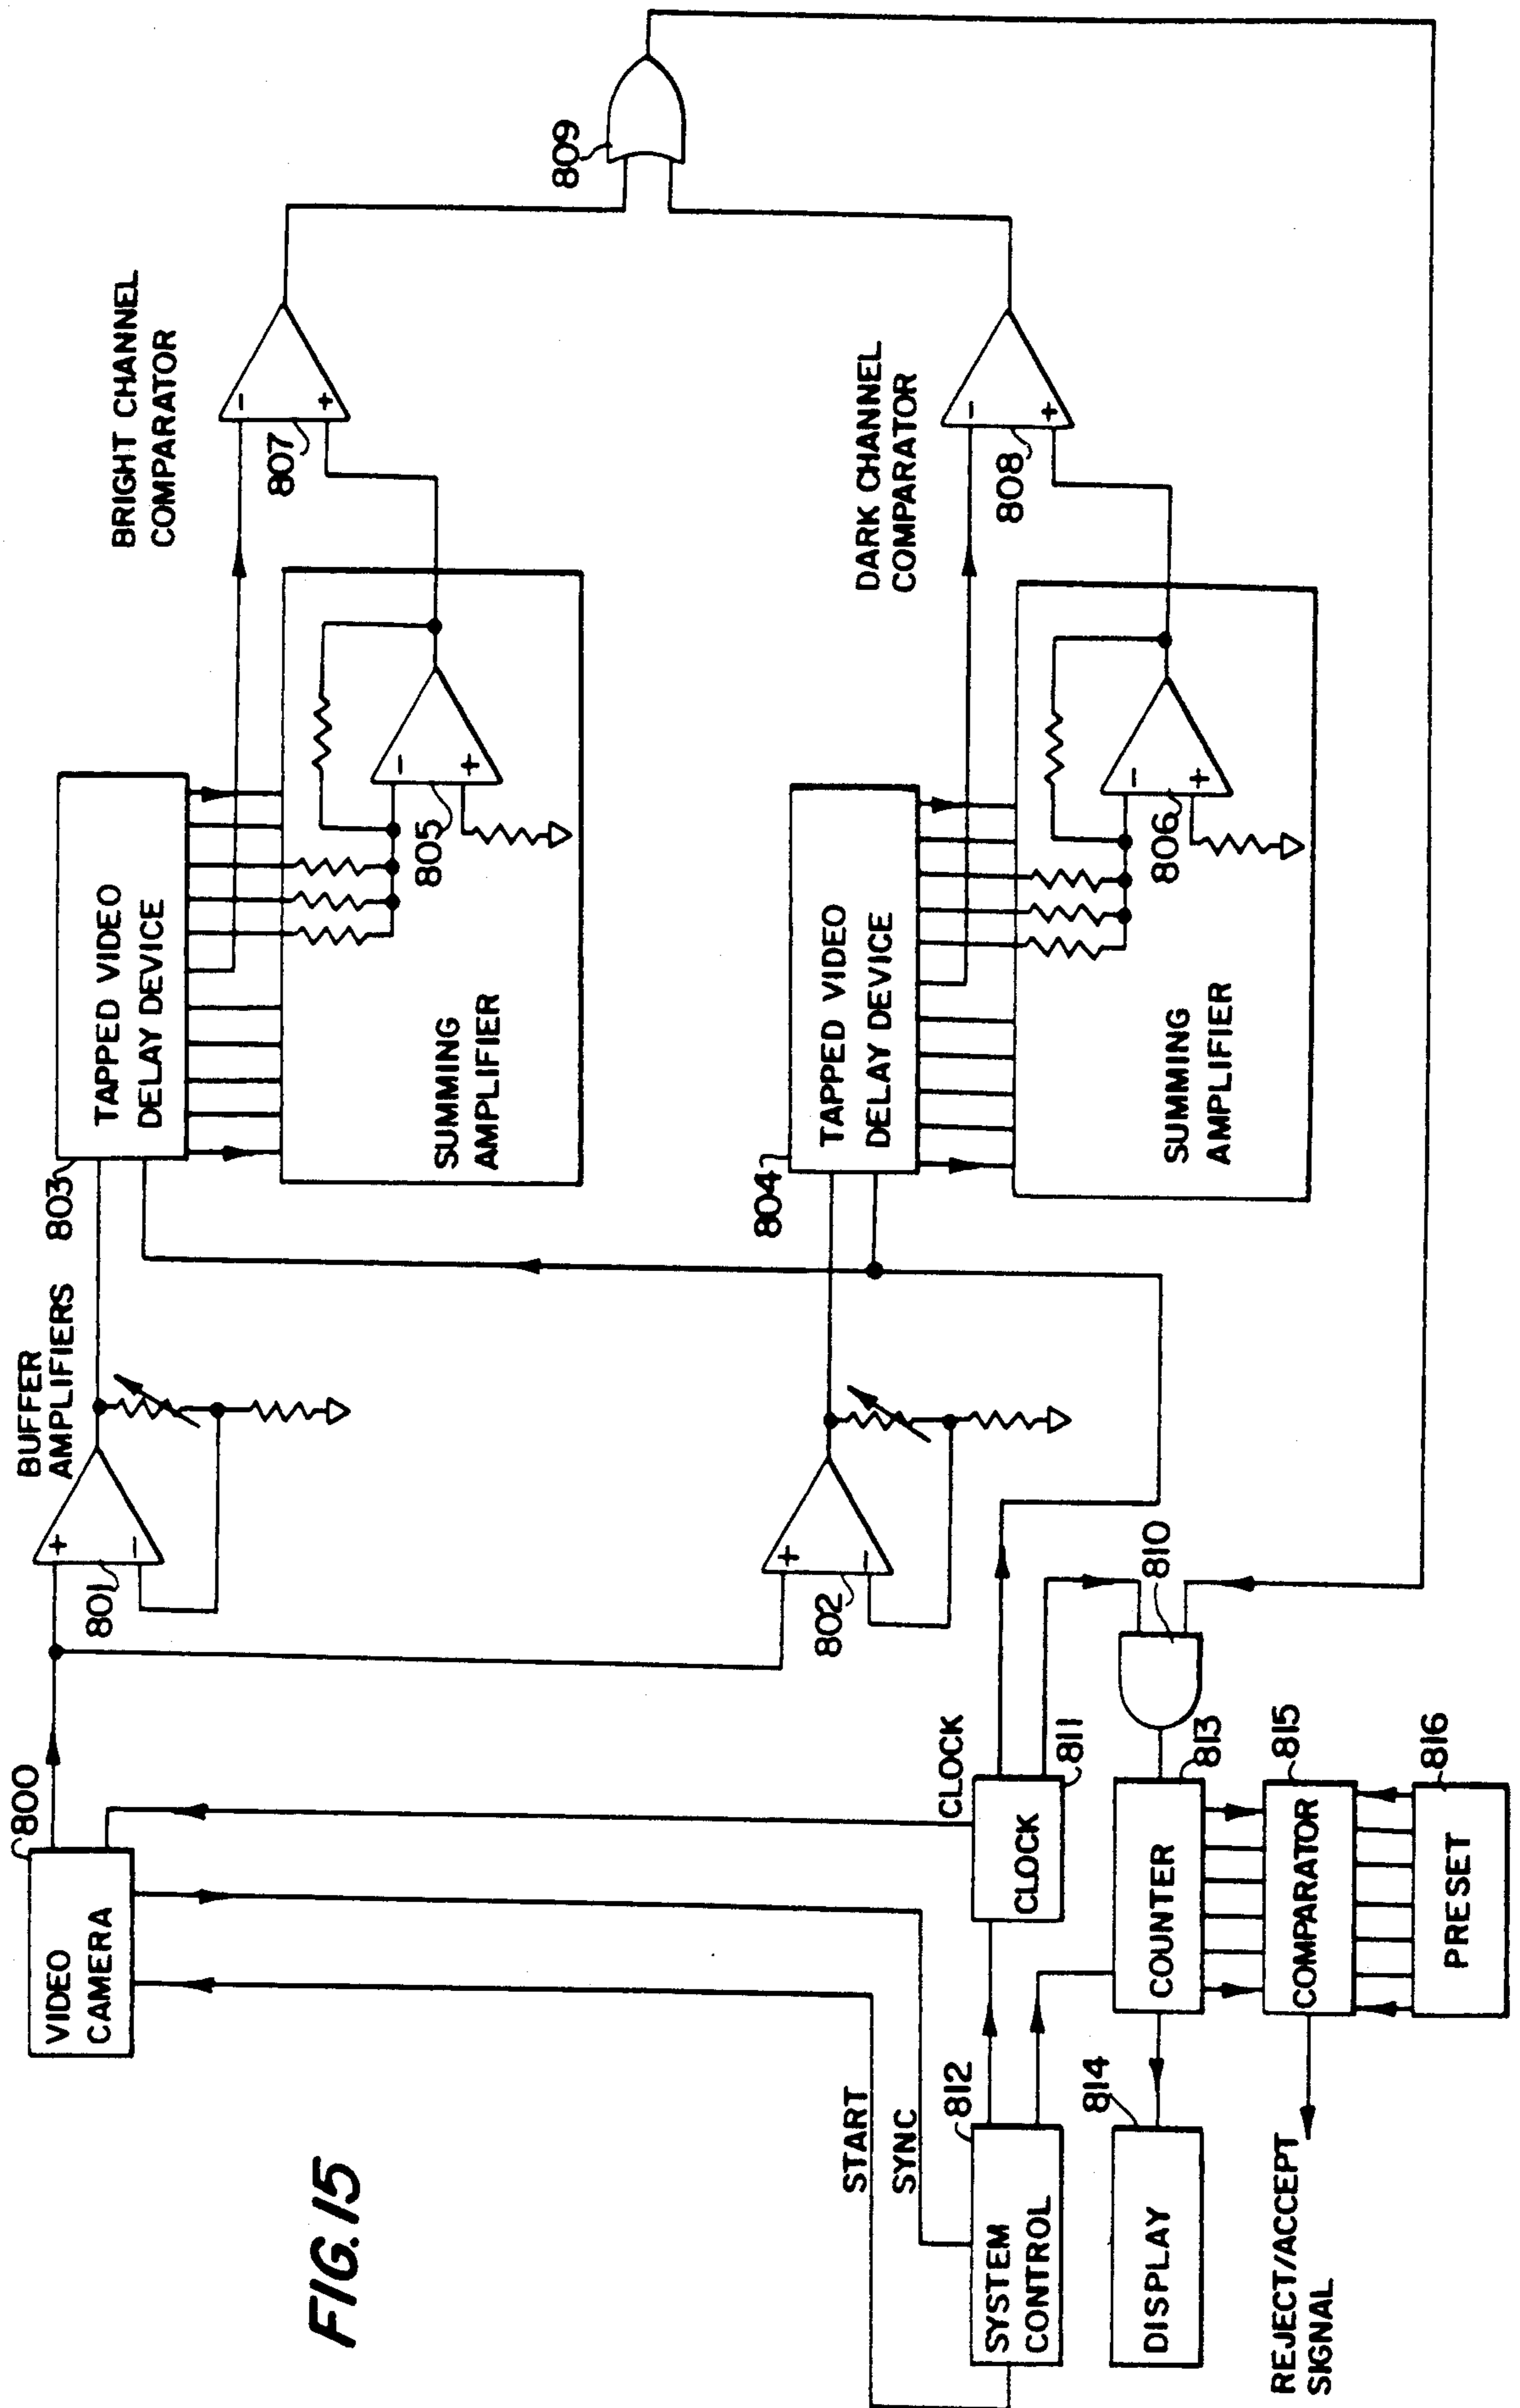 FIG. 15
800
VIDEO
CAMERA
START
SYNC
812
SYSTEM
CONTROL
814
DISPLAY
REJECT/ACCEPT
SIGNAL
CLOCK
CLOCK
811
COUNTER
813
COMPARATOR
815
PRESET
816
810
BUFFER
AMPLIFIERS
801
+
-
802
+
-
803
TAPPED VIDEO
DELAY DEVICE
SUMMING
AMPLIFIER
805
-
+
804
TAPPED VIDEO
DELAY DEVICE
SUMMING
AMPLIFIER
806
-
+
BRIGHT CHANNEL
COMPARATOR
807
-
+
DARK CHANNEL
COMPARATOR
808
-
+
809